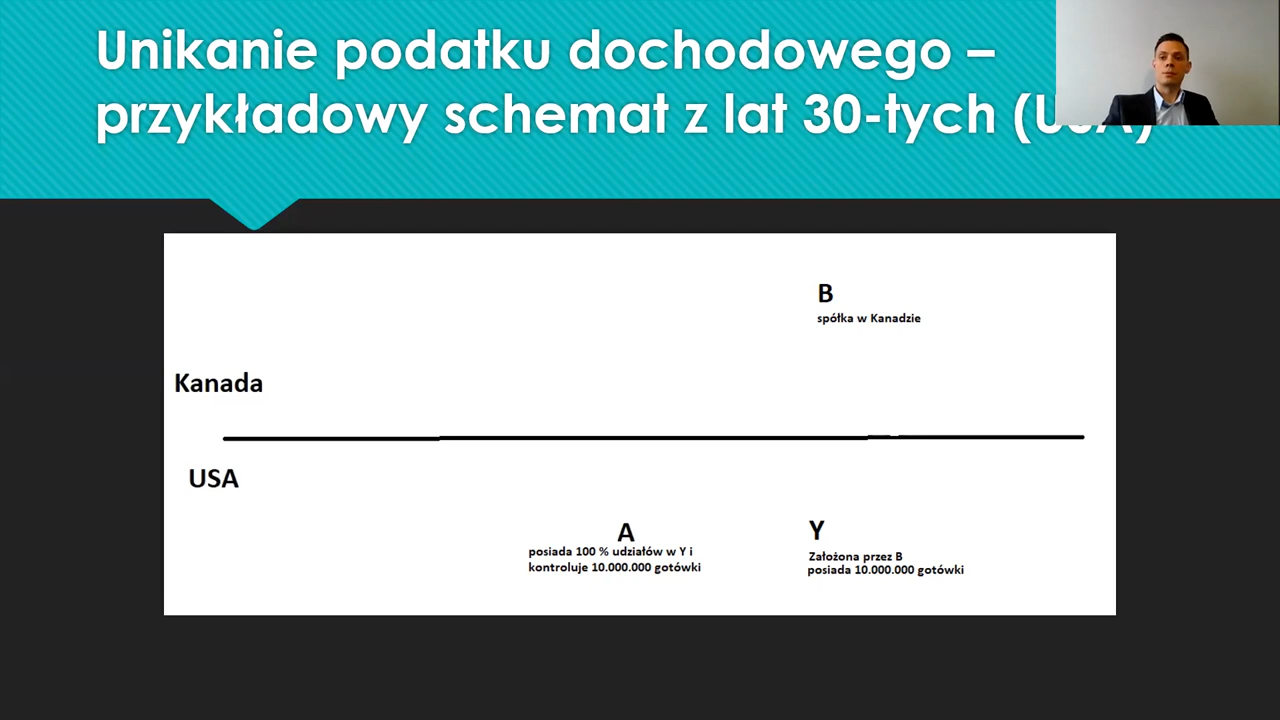 Unikanie podatku dochodowego –
przykładowy schemat z lat 30-tych (USA)
B
spółka w Kanadzie
Kanada
USA
A
posiada 100 % udziałów w Y i
kontroluje 10.000.000 gotówki
Y
Założona przez B
posiada 10.000.000 gotówki